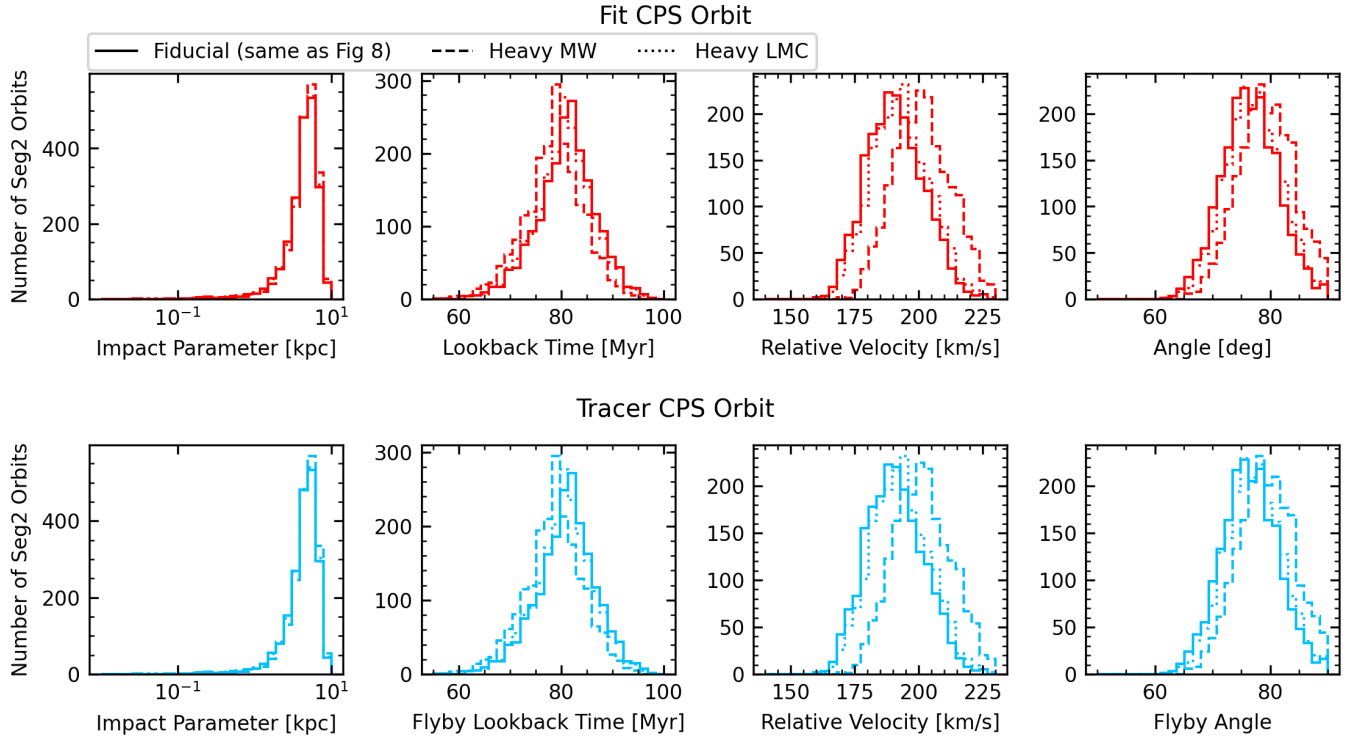 Fit CPS Orbit
Fiducial (same as Fig 8) Heavy MW Heavy LMC
Number of Seg2 Orbits
0 200 400
10^{-1} 10^{1}
Impact Parameter [kpc]
0 100 200 300
60 80 100
Lookback Time [Myr]
0 50 100 150 200
150 175 200 225
Relative Velocity [km/s]
0 50 100 150 200
60 80
Angle [deg]
Tracer CPS Orbit
Number of Seg2 Orbits
0 200 400
10^{-1} 10^{1}
Impact Parameter [kpc]
0 100 200 300
60 80 100
Flyby Lookback Time [Myr]
0 50 100 150 200
150 175 200 225
Relative Velocity [km/s]
0 50 100 150 200
60 80
Flyby Angle